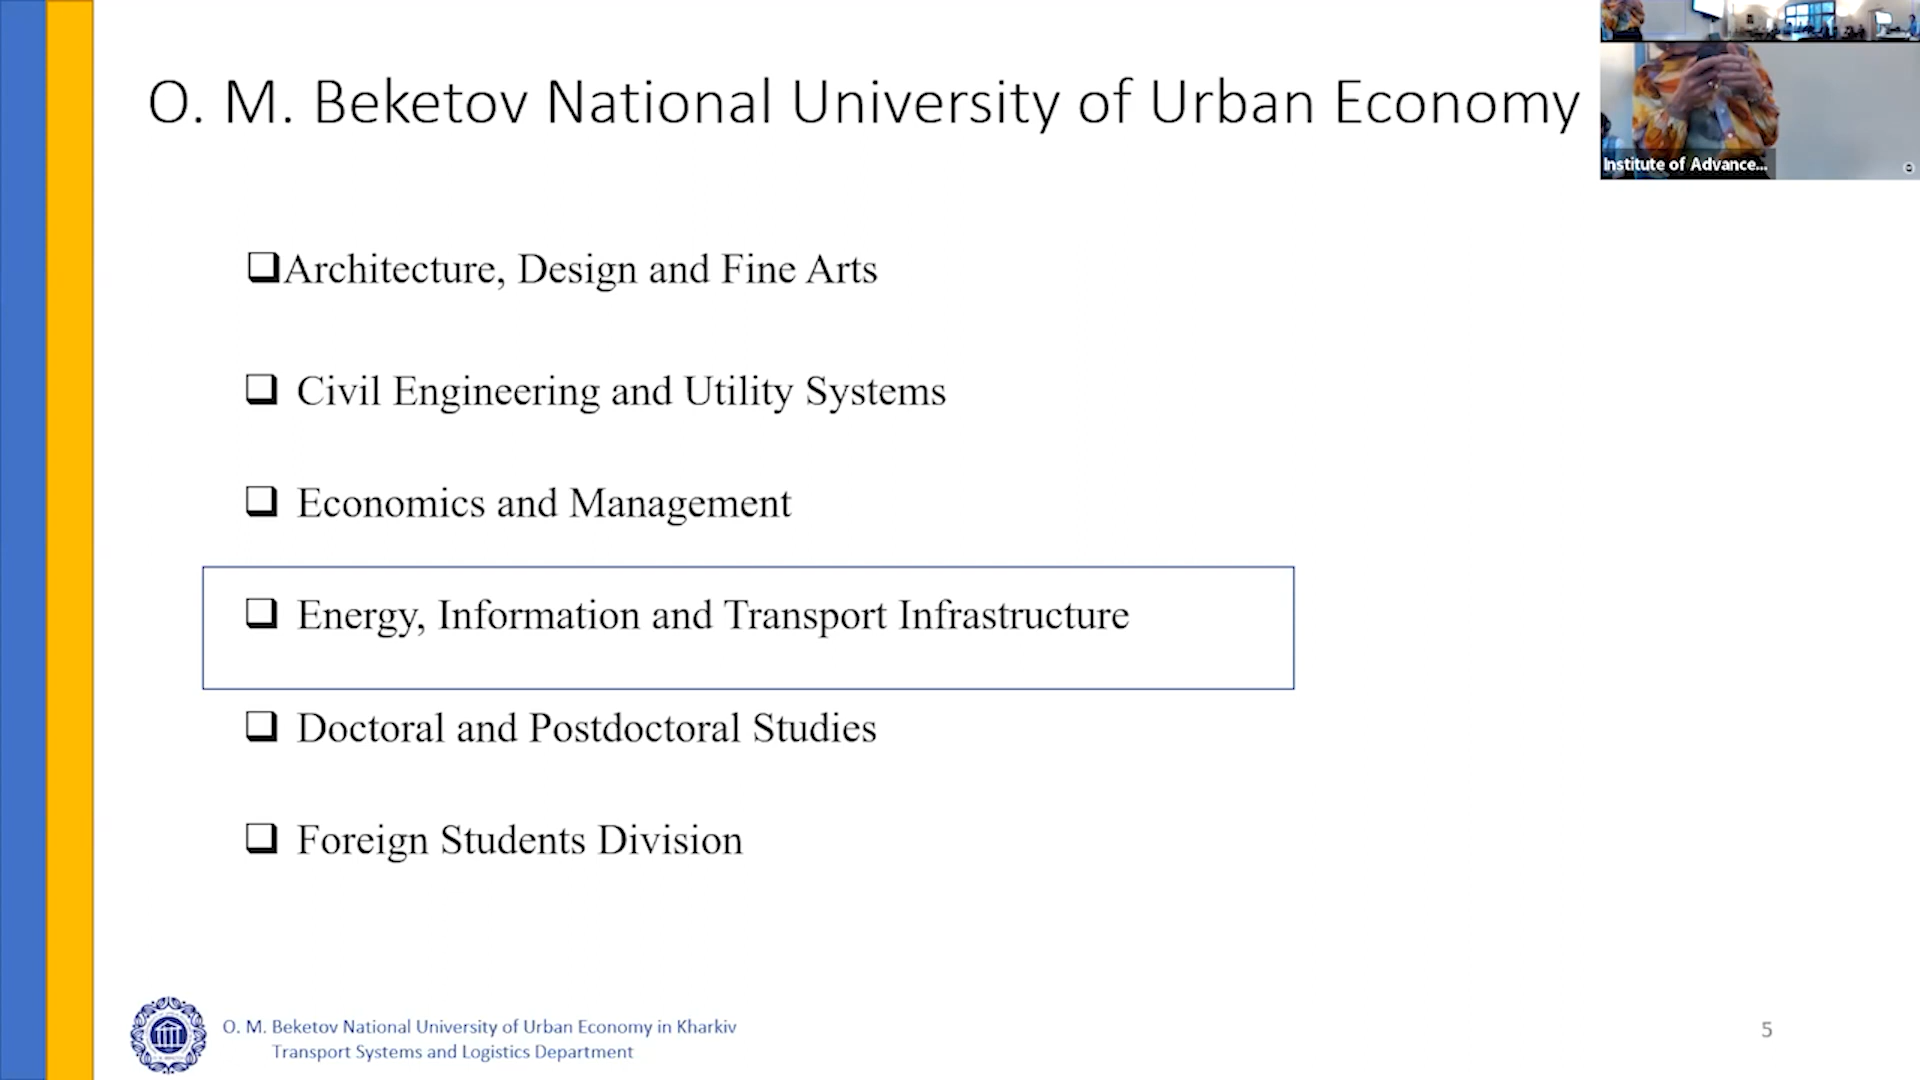 O. M. Beketov National University of Urban Economy
Institute of Advance...
Architecture, Design and Fine Arts
Civil Engineering and Utility Systems
Economics and Management
Energy, Information and Transport Infrastructure
Doctoral and Postdoctoral Studies
Foreign Students Division
O. M. Beketov National University of Urban Economy in Kharkiv
Transport Systems and Logistics Department
5